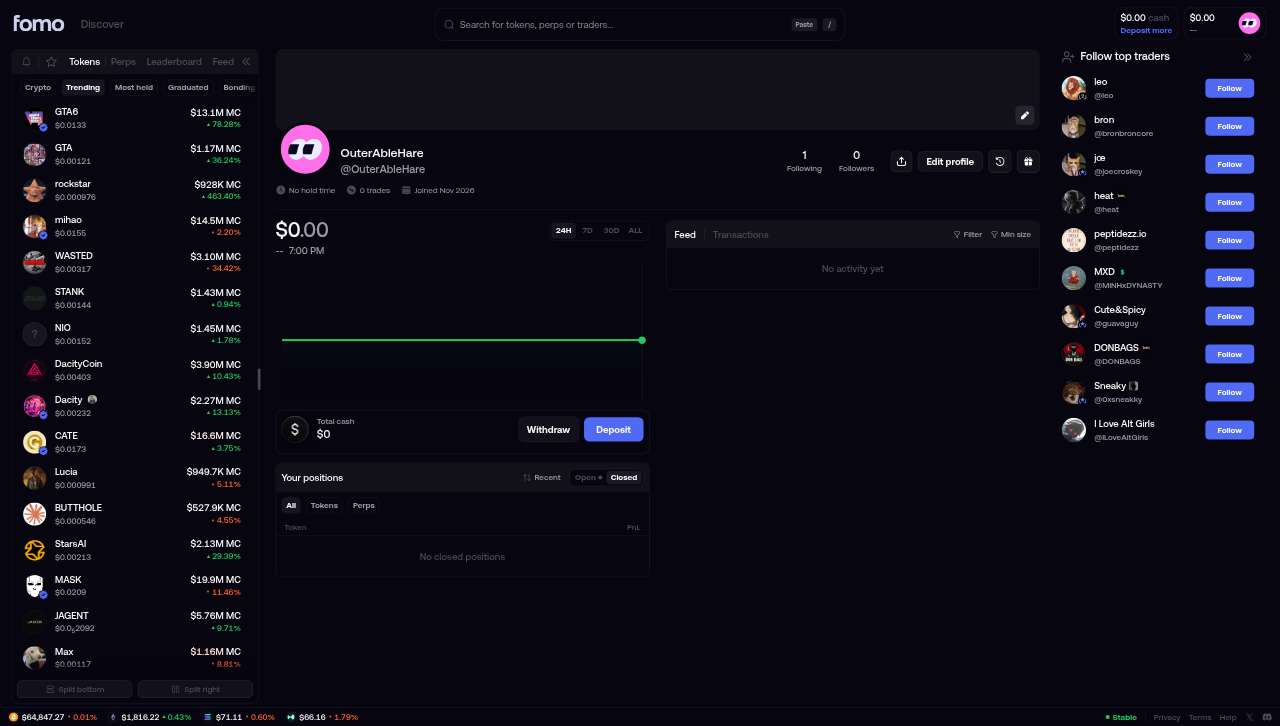 fomo
Discover
Search for tokens, perps or traders...
Paste
/
$0.00 cash
Deposit more
$0.00
—
Tokens
Perps
Leaderboard
Feed
Crypto
Trending
Most held
Graduated
Bonding
GTA6
$0.0133
$13.1M MC
78.28%
GTA
$0.00121
$1.17M MC
36.24%
rockstar
$0.000976
$928K MC
463.40%
mihao
$0.0155
$14.5M MC
2.20%
WASTED
$0.00317
$3.10M MC
34.42%
STANK
$0.00144
$1.43M MC
0.94%
?
NIO
$0.00152
$1.45M MC
1.78%
DacityCoin
$0.00403
$3.90M MC
10.43%
Dacity
$0.00232
$2.27M MC
13.13%
CATE
$0.0173
$16.6M MC
3.75%
Lucia
$0.000991
$949.7K MC
5.11%
BUTTHOLE
$0.000546
$527.9K MC
4.55%
StarsAI
$0.00213
$2.13M MC
29.39%
MASK
$0.0209
$19.9M MC
11.46%
JAGENT
$0.0₅2092
$5.76M MC
9.71%
Max
$0.00117
$1.16M MC
8.81%
Split bottom
Split right
OuterAbleHare
@OuterAbleHare
No hold time
0 trades
Joined Nov 2026
1
Following
0
Followers
Edit profile
$0.00
-- 7:00 PM
24H
7D
30D
ALL
$
Total cash
$0
Withdraw
Deposit
Your positions
Recent
Open
Closed
All
Tokens
Perps
Token
PnL
No closed positions
Feed
Transactions
Filter
Min size
No activity yet
Follow top traders
leo
@leo
Follow
bron
@bronbroncore
Follow
jœ
@joecroskey
Follow
heat
@heat
Follow
peptidezz.io
@peptidezz
Follow
MXD $
@MINHxDYNASTY
Follow
Cute&Spicy
@guavaguy
Follow
DONBAGS
@DONBAGS
Follow
Sneaky
@0xsneakky
Follow
I Love Alt Girls
@ILoveAltGirls
Follow
$64,847.27 0.01%
$1,816.22 0.43%
$71.11 0.60%
$66.16 1.79%
Stable
Privacy
Terms
Help